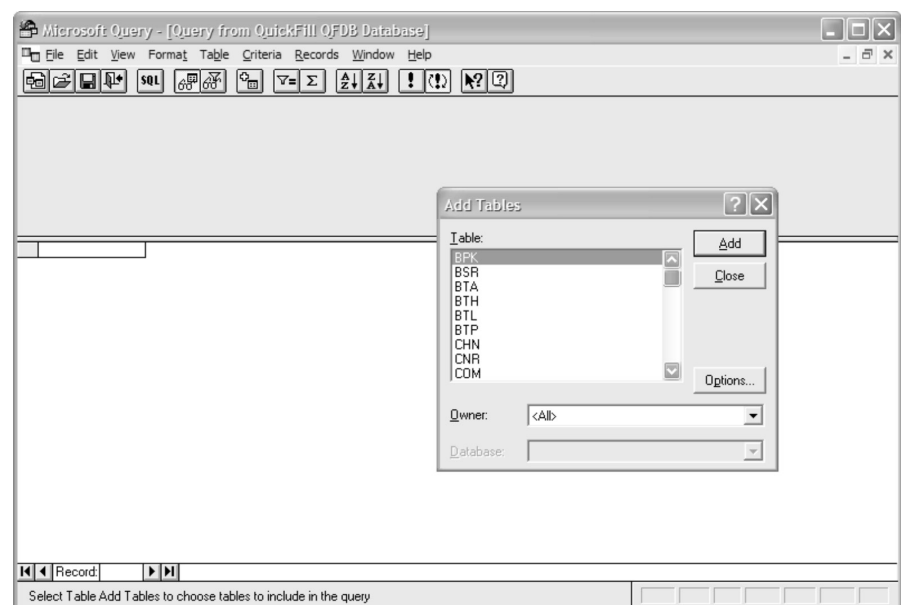 Microsoft Query - [Query from QuickFill QFDB Database]
File Edit View Format Table Criteria Records Window Help
SQL
Add Tables
Table:
Add
BPK
BSR
Close
BTA
BTH
BTL
BTP
CHN
CNR
COM
Options...
Owner: <All>
Database:
Record:
Select Table Add Tables to choose tables to include in the query